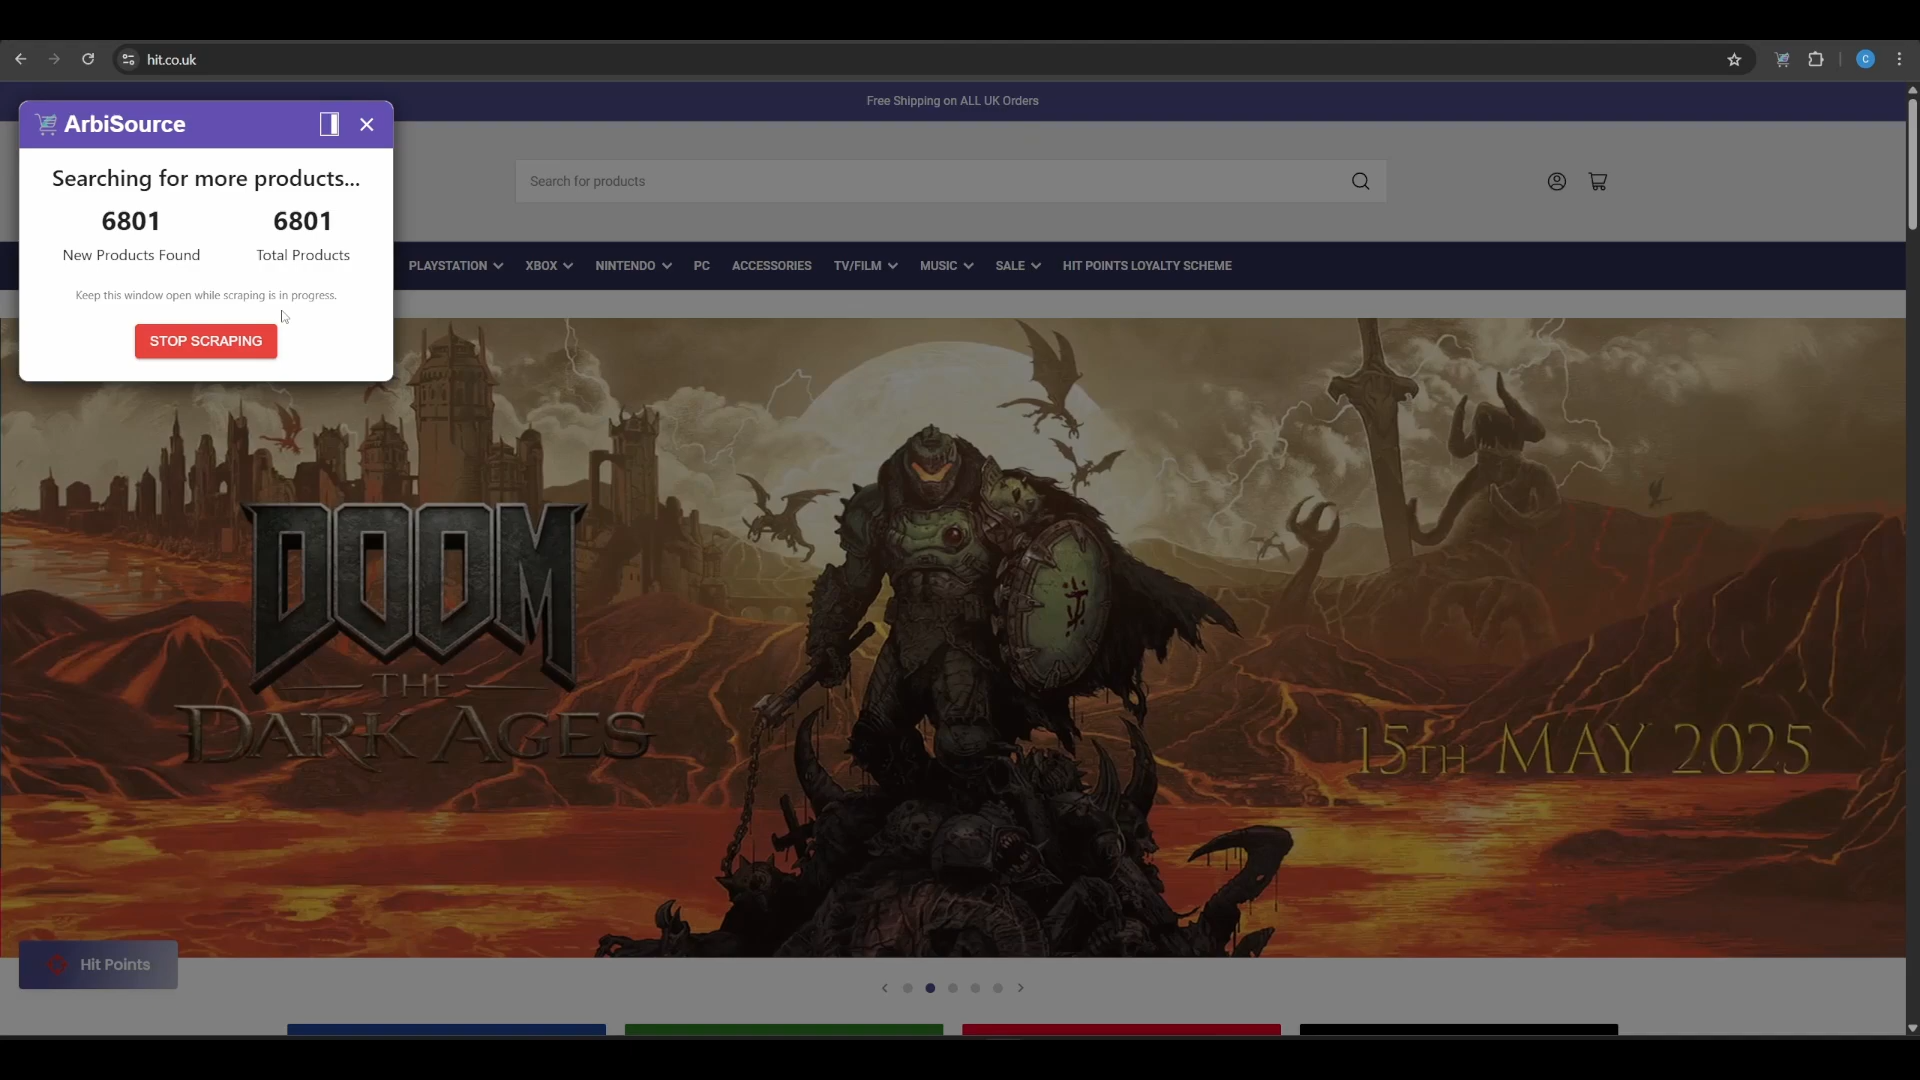 hit.co.uk
C
Free Shipping on ALL UK Orders
ArbiSource
Searching for more products...
6801
6801
New Products Found
Total Products
Keep this window open while scraping is in progress.
STOP SCRAPING
Search for products
PLAYSTATION
XBOX
NINTENDO
PC
ACCESSORIES
TV/FILM
MUSIC
SALE
HIT POINTS LOYALTY SCHEME
DOOM
THE
DARK AGES
15TH MAY 2025
Hit Points